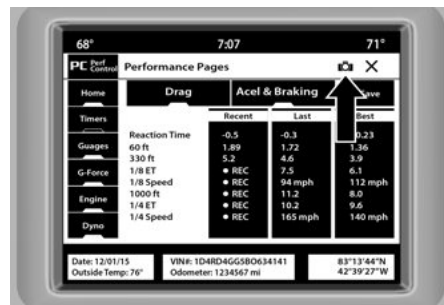 68° 7:07 71°
PC Perf Control Performance Pages
Home Drag Acel & Braking
Timers Recent Last Best
Reaction Time -0.5 -0.3 0.23
Guages 60 ft 1.89 1.72 1.36
330 ft 5.2 4.6 3.9
G-Force 1/8 ET • REC 7.5 6.1
1/8 Speed • REC 94 mph 112 mph
Engine 1000 ft • REC 11.2 8.0
1/4 ET • REC 10.2 9.6
Dyno 1/4 Speed • REC 165 mph 140 mph
Date: 12/01/15 VIN#: 1D4RD4GG5BO634141 83°13'44"N
Outside Temp: 76° Odometer: 1234567 mi 42°39'27"W